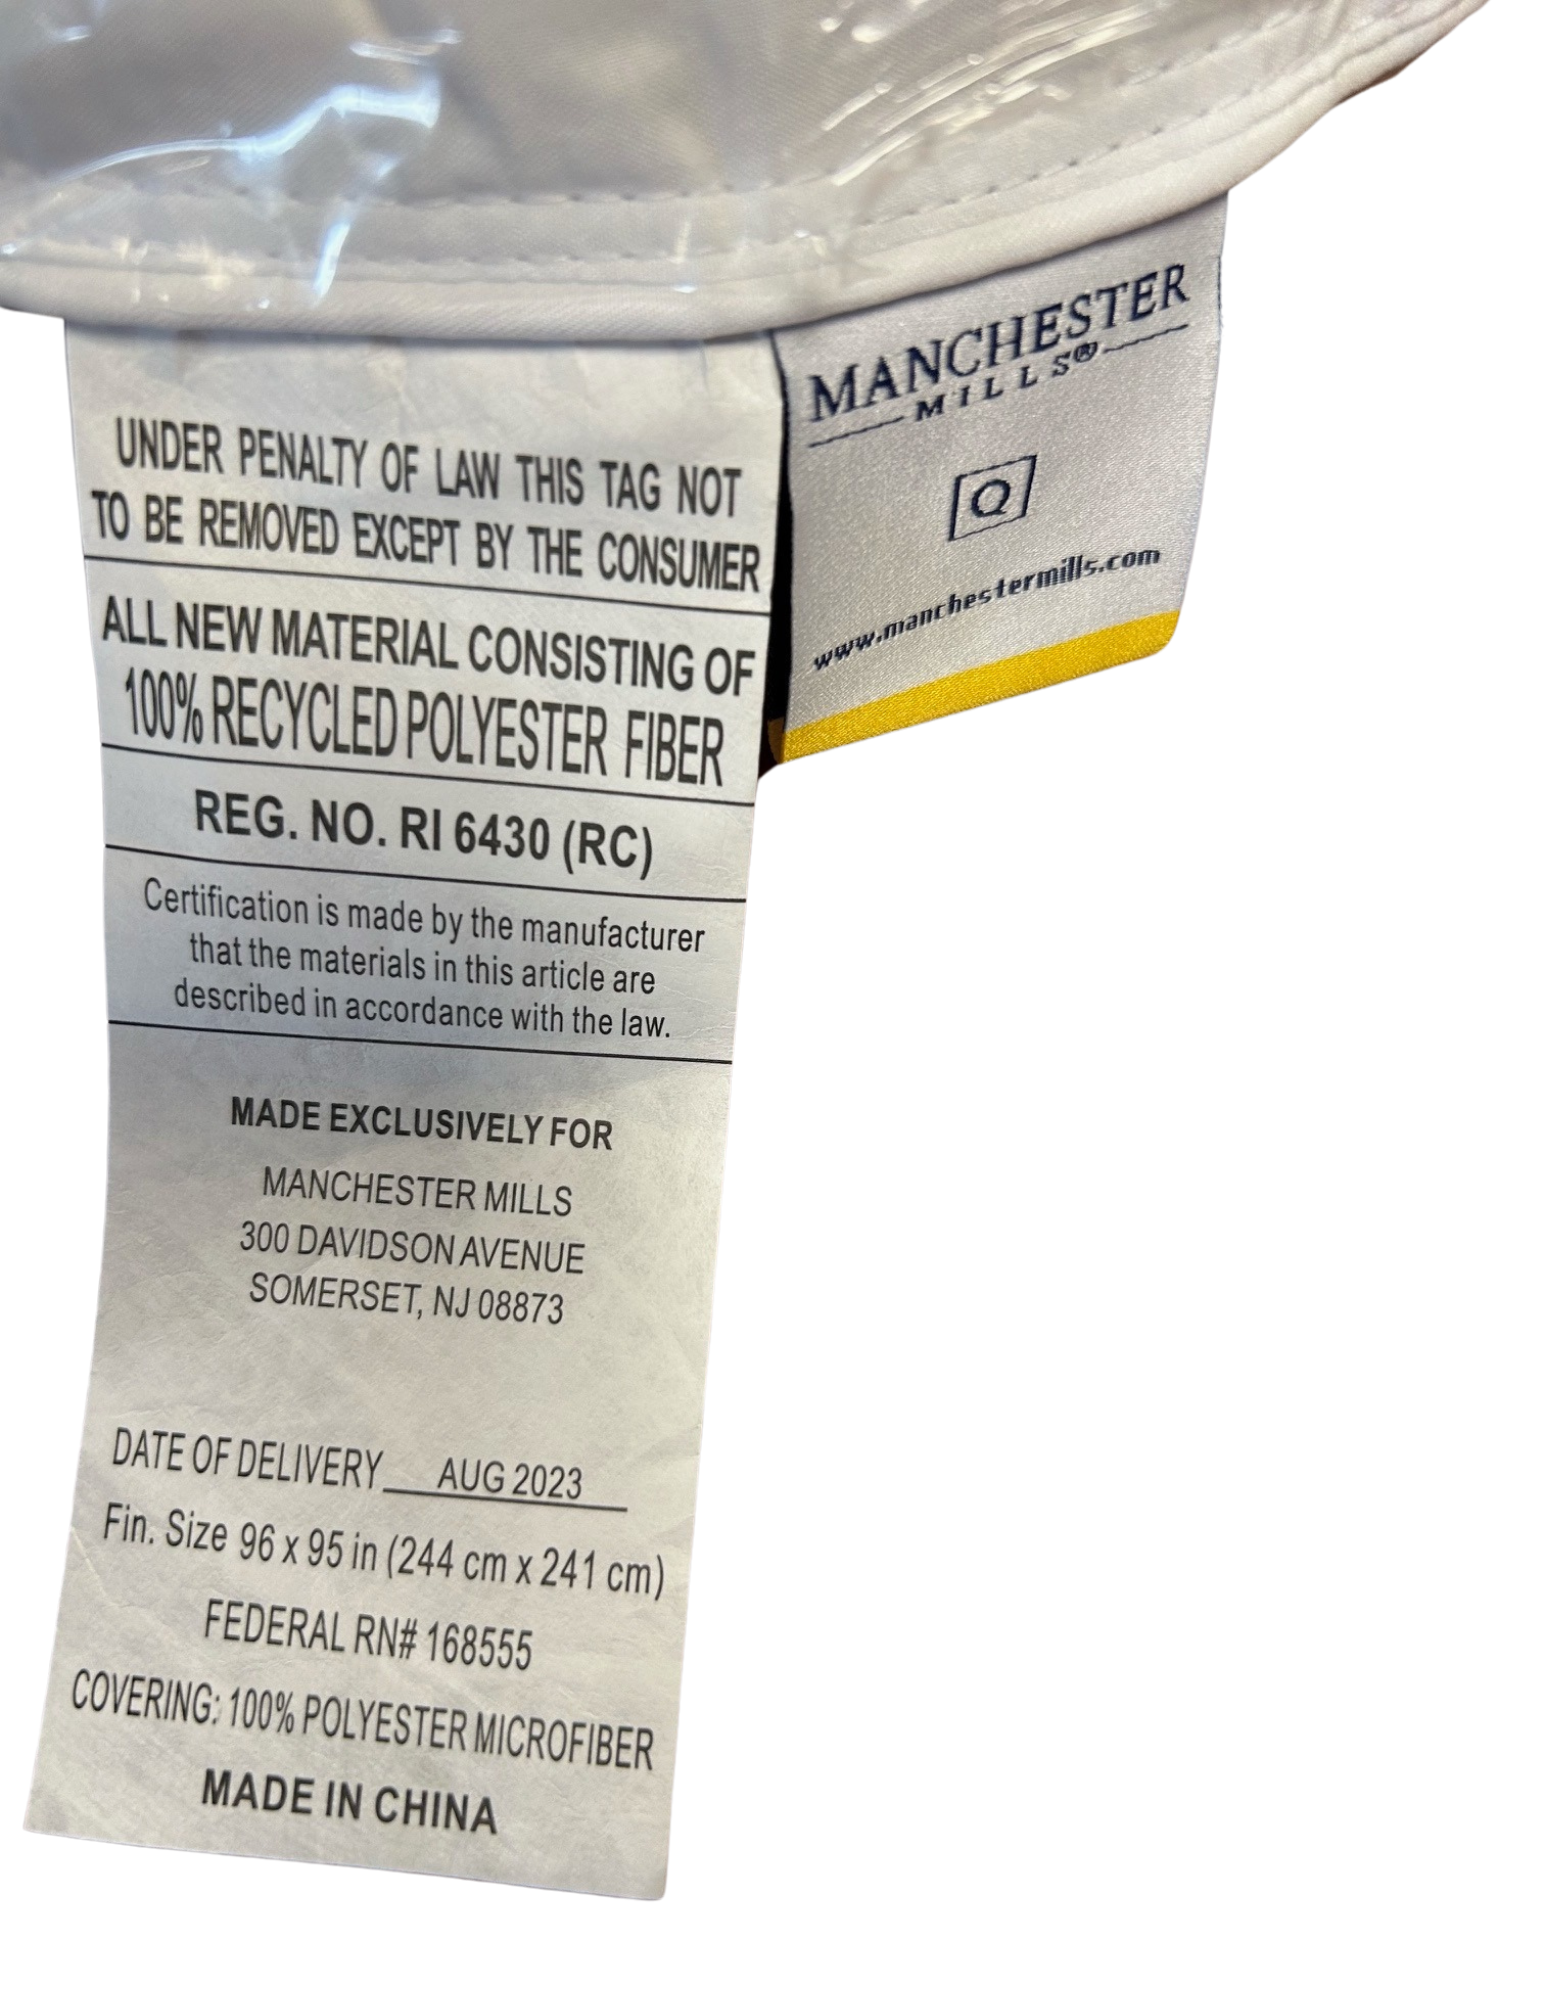 UNDER PENALTY OF LAW THIS TAG NOT
TO BE REMOVED EXCEPT BY THE CONSUMER
ALL NEW MATERIAL CONSISTING OF
100% RECYCLED POLYESTER FIBER
REG. NO. RI 6430 (RC)
Certification is made by the manufacturer
that the materials in this article are
described in accordance with the law.
MADE EXCLUSIVELY FOR
MANCHESTER MILLS
300 DAVIDSON AVENUE
SOMERSET, NJ 08873
DATE OF DELIVERY AUG 2023
Fin. Size 96 x 95 in (244 cm x 241 cm)
FEDERAL RN# 168555
COVERING: 100% POLYESTER MICROFIBER
MADE IN CHINA
MANCHESTER
MILLS®
Q
www.manchestermills.com